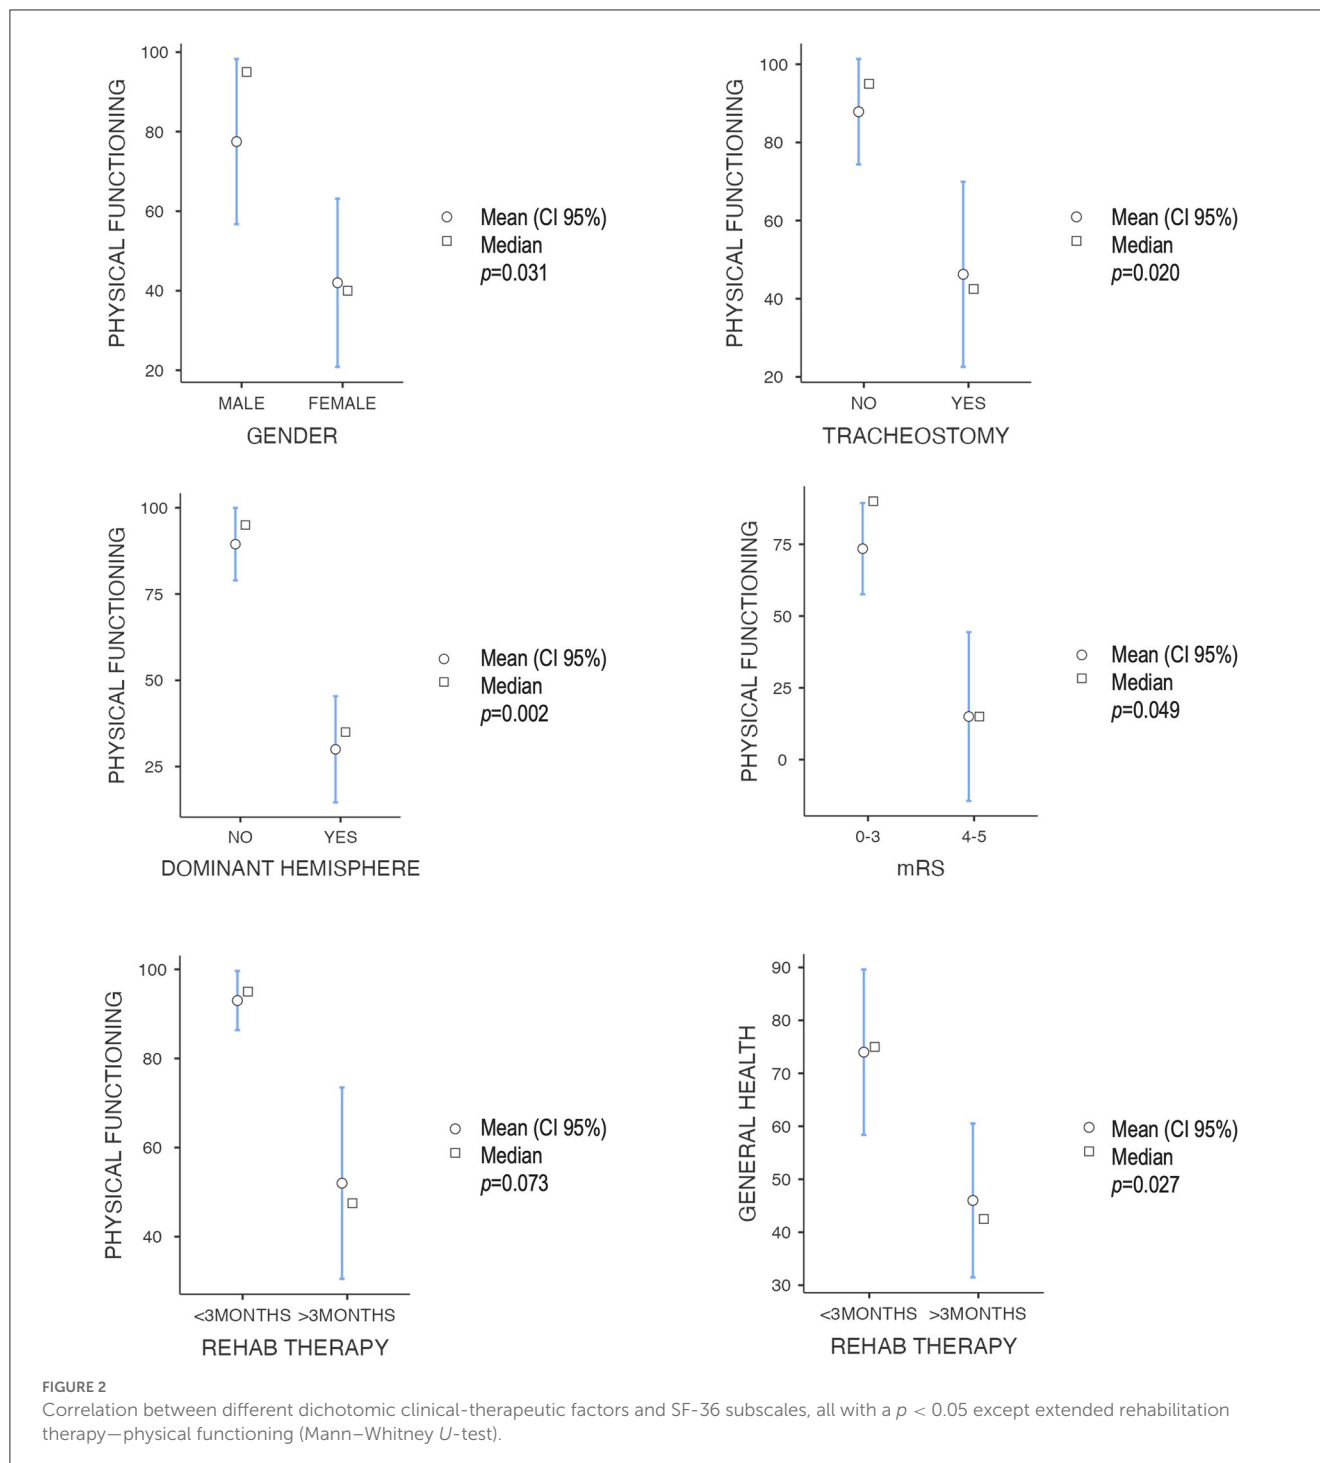 PHYSICAL FUNCTIONING
100
80
60
40
20
MALE FEMALE
GENDER
Mean (CI 95%)
Median
p=0.031
PHYSICAL FUNCTIONING
100
80
60
40
20
NO YES
TRACHEOSTOMY
Mean (CI 95%)
Median
p=0.020
PHYSICAL FUNCTIONING
100
75
50
25
NO YES
DOMINANT HEMISPHERE
Mean (CI 95%)
Median
p=0.002
PHYSICAL FUNCTIONING
75
50
25
0
0-3 4-5
mRS
Mean (CI 95%)
Median
p=0.049
PHYSICAL FUNCTIONING
100
80
60
40
<3MONTHS >3MONTHS
REHAB THERAPY
Mean (CI 95%)
Median
p=0.073
GENERAL HEALTH
90
80
70
60
50
40
30
<3MONTHS >3MONTHS
REHAB THERAPY
Mean (CI 95%)
Median
p=0.027
FIGURE 2
Correlation between different dichotomic clinical-therapeutic factors and SF-36 subscales, all with a p < 0.05 except extended rehabilitation
therapy—physical functioning (Mann–Whitney U-test).